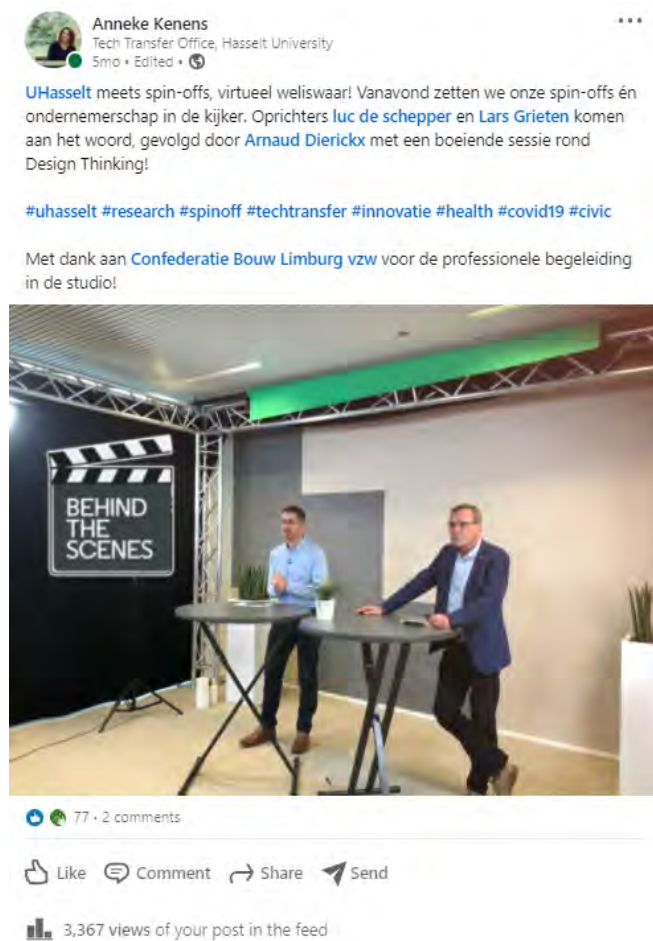 Anneke Kenens
Tech Transfer Office, Hasselt University
5mo • Edited •
UHasselt meets spin-offs, virtueel weliswaar! Vanavond zetten we onze spin-offs én
ondernemerschap in de kijker. Oprichters luc de schepper en Lars Grieten komen
aan het woord, gevolgd door Arnaud Dierickx met een boeiende sessie rond
Design Thinking!
#uhasselt #research #spinoff #techtransfer #innovatie #health #covid19 #civic
Met dank aan Confederatie Bouw Limburg vzw voor de professionele begeleiding
in de studio!
BEHIND
THE
SCENES
77 · 2 comments
Like Comment Share Send
3,367 views of your post in the feed